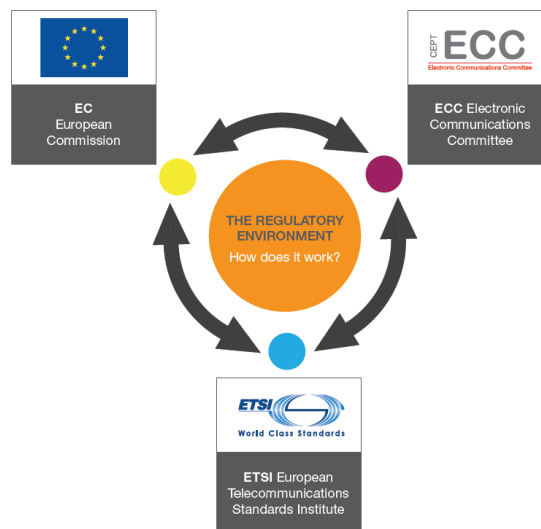 CEPT
ECC
Electronic Communications Committee
EC
European
Commission
ECC Electronic
Communications
Committee
THE REGULATORY
ENVIRONMENT
How does it work?
ETSI
World Class Standards
ETSI European
Telecommunications
Standards Institute